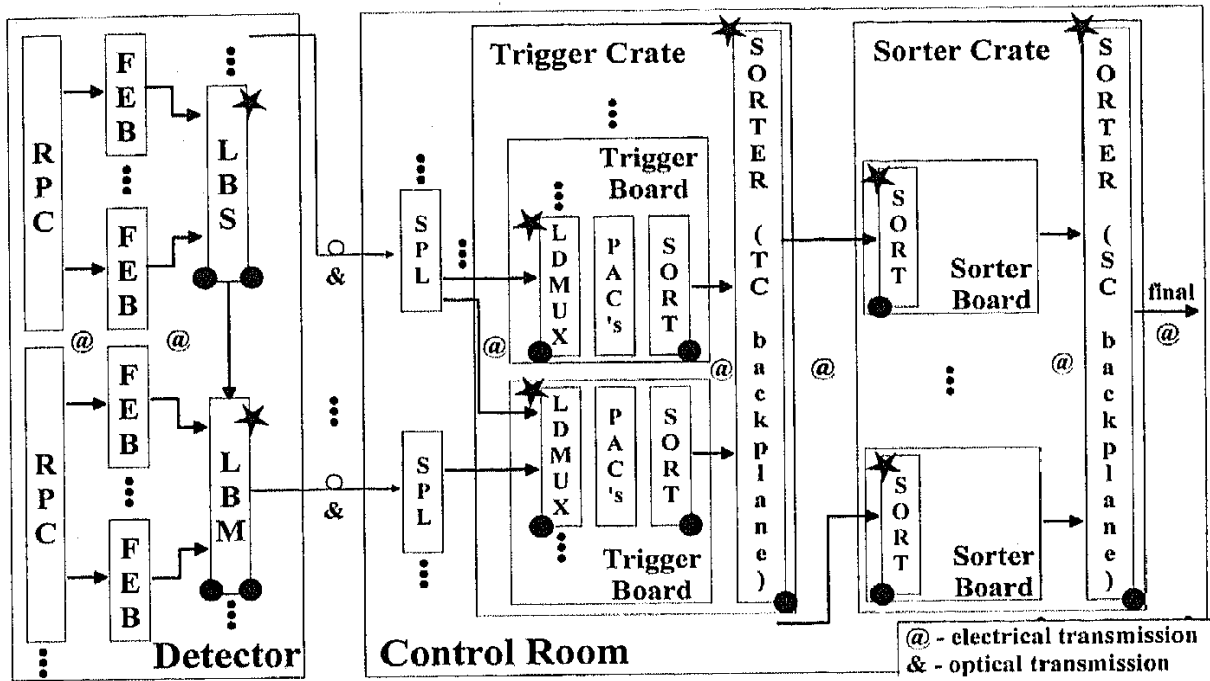 RPC
FEB
FEB
LBS
@
@
RPC
FEB
FEB
LBM
Detector
&
&
SPL
SPL
Control Room
Trigger Crate
Trigger
Board
LDMUX
PAC's
SORT
@
@
LDMUX
PAC's
SORT
Trigger
Board
SORTER (TC backplane)
@
Sorter Crate
SORT
Sorter
Board
SORT
Sorter
Board
@
SORTER (SC backplane)
final
@
@ - electrical transmission
& - optical transmission